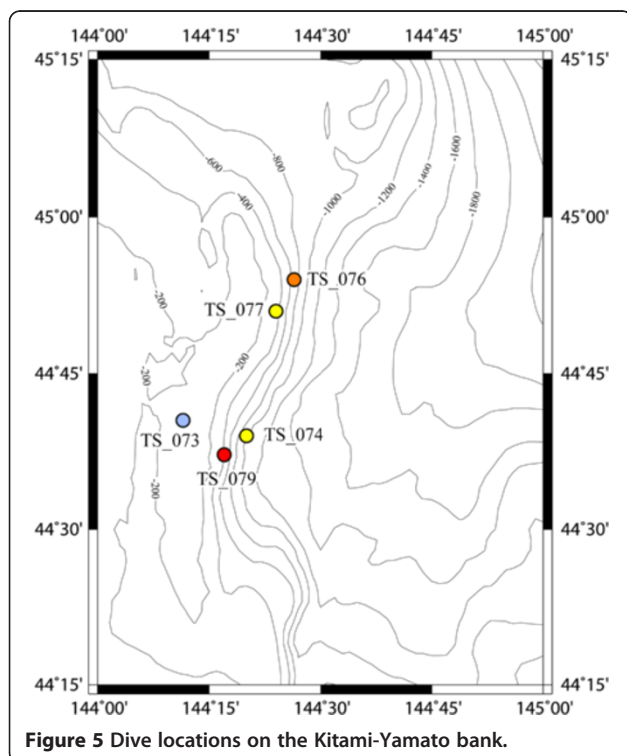 144°00' 144°15' 144°30' 144°45' 145°00'
45°15' 45°15'
-600 -800 -1600
-400 -1000 -1200 -1400 -1800
45°00' 45°00'
TS_076
-200 TS_077
-200
44°45' 44°45'
-200
TS_073 TS_074
TS_079
-200
44°30' 44°30'
44°15' 44°15'
144°00' 144°15' 144°30' 144°45' 145°00'
Figure 5 Dive locations on the Kitami-Yamato bank.